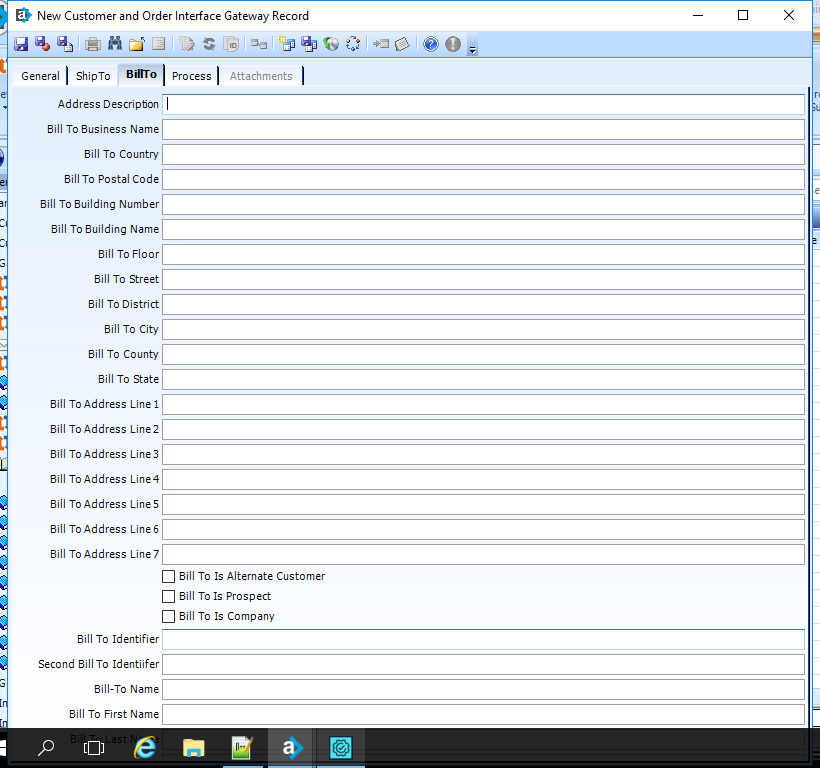 New Customer and Order Interface Gateway Record
General ShipTo BillTo Process Attachments
Address Description
Bill To Business Name
Bill To Country
Bill To Postal Code
Bill To Building Number
Bill To Building Name
Bill To Floor
Bill To Street
Bill To District
Bill To City
Bill To County
Bill To State
Bill To Address Line 1
Bill To Address Line 2
Bill To Address Line 3
Bill To Address Line 4
Bill To Address Line 5
Bill To Address Line 6
Bill To Address Line 7
Bill To Is Alternate Customer
Bill To Is Prospect
Bill To Is Company
Bill To Identifier
Second Bill To Identiifer
Bill-To Name
Bill To First Name
Bill To Last Name